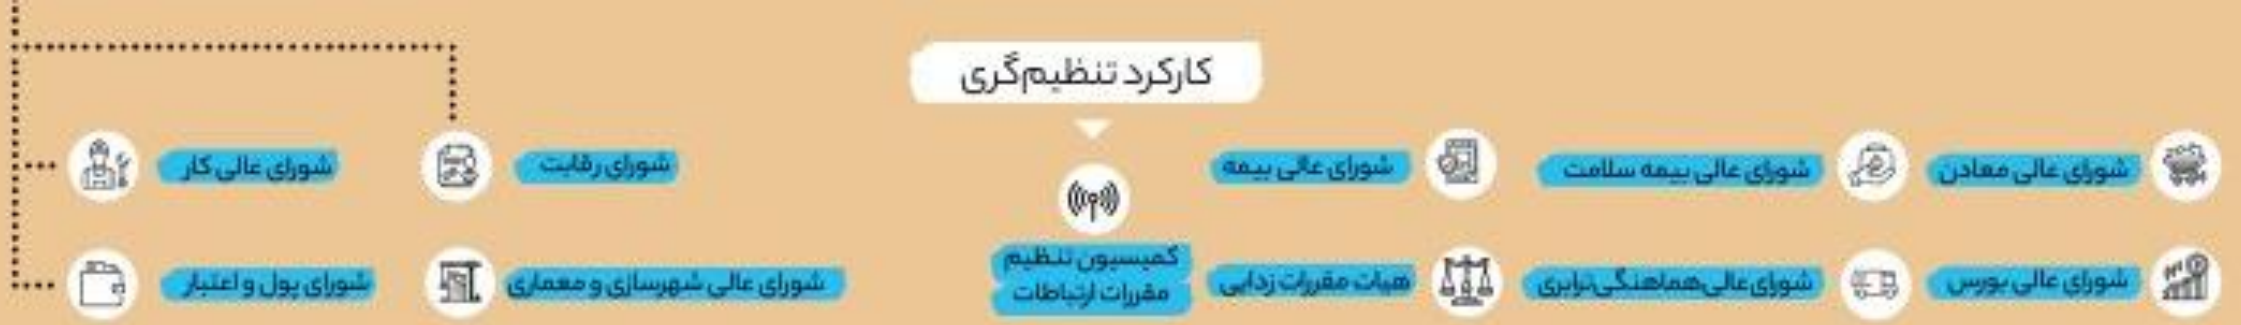 کارکرد تنظیم‌گری
شورای عالی معادن
شورای عالی بیمه سلامت
شورای عالی بیمه
شورای رقابت
شورای عالی کار
کمیسیون تنظیم
مقررات ارتباطات
شورای عالی بورس
شورای عالی هماهنگی ترابری
هیات مقررات زدایی
شورای عالی شهرسازی و معماری
شورای پول و اعتبار